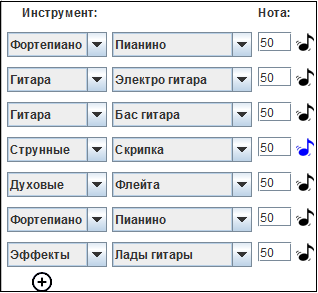 Инструмент: Нота:
Фортепиано Пианино 50
Гитара Электро гитара 50
Гитара Бас гитара 50
Струнные Скрипка 50
Духовые Флейта 50
Фортепиано Пианино 50
Эффекты Лады гитары 50